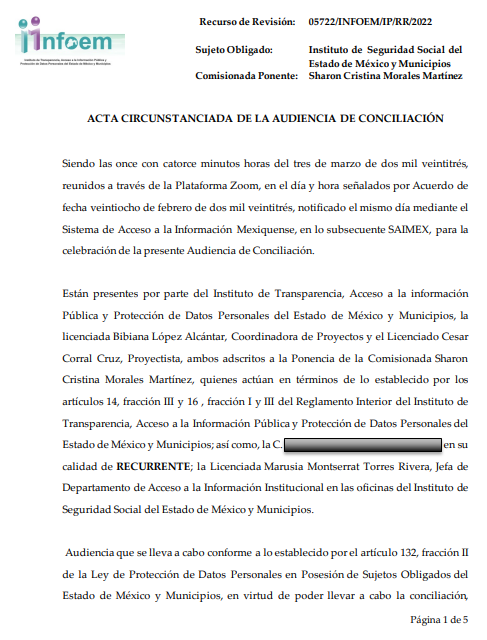 infoem
Instituto de Transparencia, Acceso a la Información Pública y
Protección de Datos Personales del Estado de México y Municipios
Recurso de Revisión: 05722/INFOEM/IP/RR/2022
Sujeto Obligado: Instituto de Seguridad Social del
Estado de México y Municipios
Comisionada Ponente: Sharon Cristina Morales Martínez
ACTA CIRCUNSTANCIADA DE LA AUDIENCIA DE CONCILIACIÓN
Siendo las once con catorce minutos horas del tres de marzo de dos mil veintitrés,
reunidos a través de la Plataforma Zoom, en el día y hora señalados por Acuerdo de
fecha veintiocho de febrero de dos mil veintitrés, notificado el mismo día mediante el
Sistema de Acceso a la Información Mexiquense, en lo subsecuente SAIMEX, para la
celebración de la presente Audiencia de Conciliación.
Están presentes por parte del Instituto de Transparencia, Acceso a la información
Pública y Protección de Datos Personales del Estado de México y Municipios, la
licenciada Bibiana López Alcántar, Coordinadora de Proyectos y el Licenciado Cesar
Corral Cruz, Proyectista, ambos adscritos a la Ponencia de la Comisionada Sharon
Cristina Morales Martínez, quienes actúan en términos de lo establecido por los
artículos 14, fracción III y 16 , fracción I y III del Reglamento Interior del Instituto de
Transparencia, Acceso a la Información Pública y Protección de Datos Personales del
Estado de México y Municipios; así como, la C. en su
calidad de RECURRENTE; la Licenciada Marusia Montserrat Torres Rivera, Jefa de
Departamento de Acceso a la Información Institucional en las oficinas del Instituto de
Seguridad Social del Estado de México y Municipios.
Audiencia que se lleva a cabo conforme a lo establecido por el artículo 132, fracción II
de la Ley de Protección de Datos Personales en Posesión de Sujetos Obligados del
Estado de México y Municipios, en virtud de poder llevar a cabo la conciliación,
Página 1 de 5